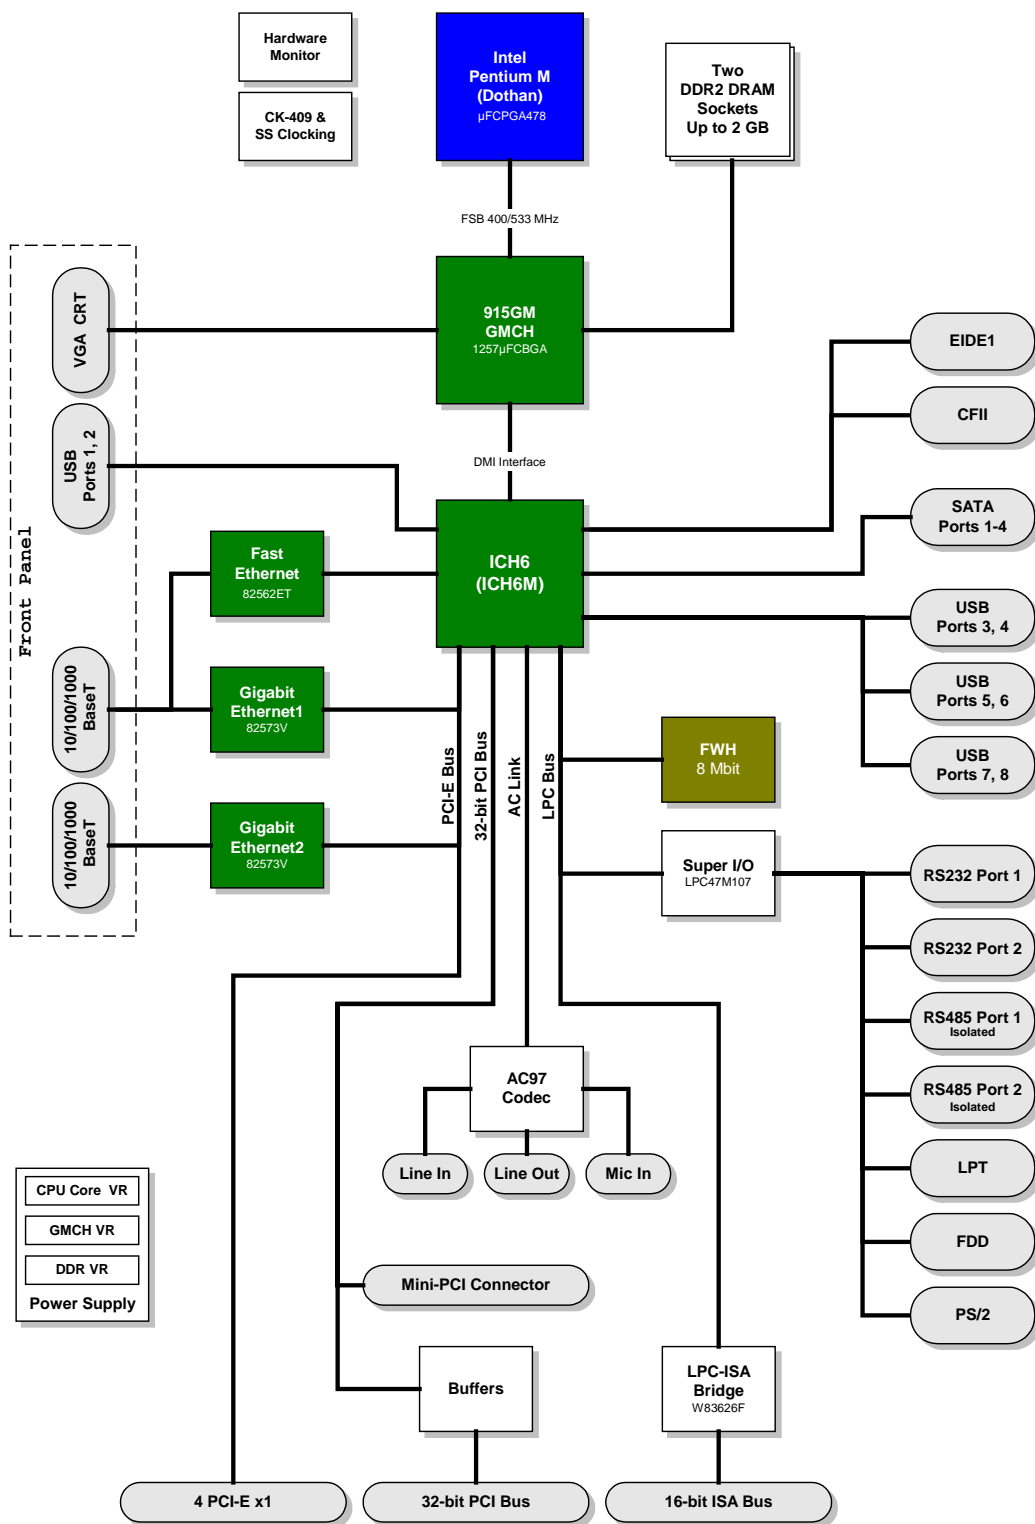 Hardware
Monitor
CK-409 &
SS Clocking
Intel
Pentium M
(Dothan)
µFCPGA478
Two
DDR2 DRAM
Sockets
Up to 2 GB
FSB 400/533 MHz
915GM
GMCH
1257µFCBGA
DMI Interface
ICH6
(ICH6M)
Front Panel
VGA CRT
USB
Ports 1, 2
10/100/1000
BaseT
10/100/1000
BaseT
Fast
Ethernet
82562ET
Gigabit
Ethernet1
82573V
Gigabit
Ethernet2
82573V
EIDE1
CFII
SATA
Ports 1-4
USB
Ports 3, 4
USB
Ports 5, 6
USB
Ports 7, 8
PCI-E Bus
32-bit PCI Bus
AC Link
LPC Bus
FWH
8 Mbit
Super I/O
LPC47M107
RS232 Port 1
RS232 Port 2
RS485 Port 1
Isolated
RS485 Port 2
Isolated
LPT
FDD
PS/2
AC97
Codec
Line In
Line Out
Mic In
CPU Core VR
GMCH VR
DDR VR
Power Supply
Mini-PCI Connector
Buffers
LPC-ISA
Bridge
W83626F
4 PCI-E x1
32-bit PCI Bus
16-bit ISA Bus